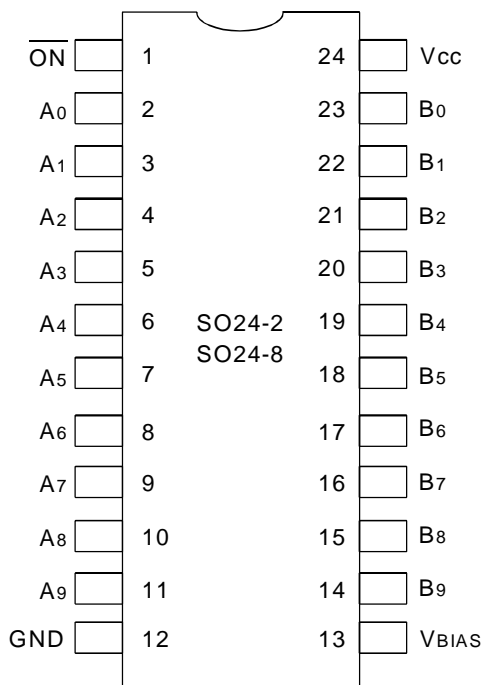 ON 1 24 Vcc
A0 2 23 B0
A1 3 22 B1
A2 4 21 B2
A3 5 20 B3
A4 6 SO24-2 19 B4
SO24-8
A5 7 18 B5
A6 8 17 B6
A7 9 16 B7
A8 10 15 B8
A9 11 14 B9
GND 12 13 VBIAS